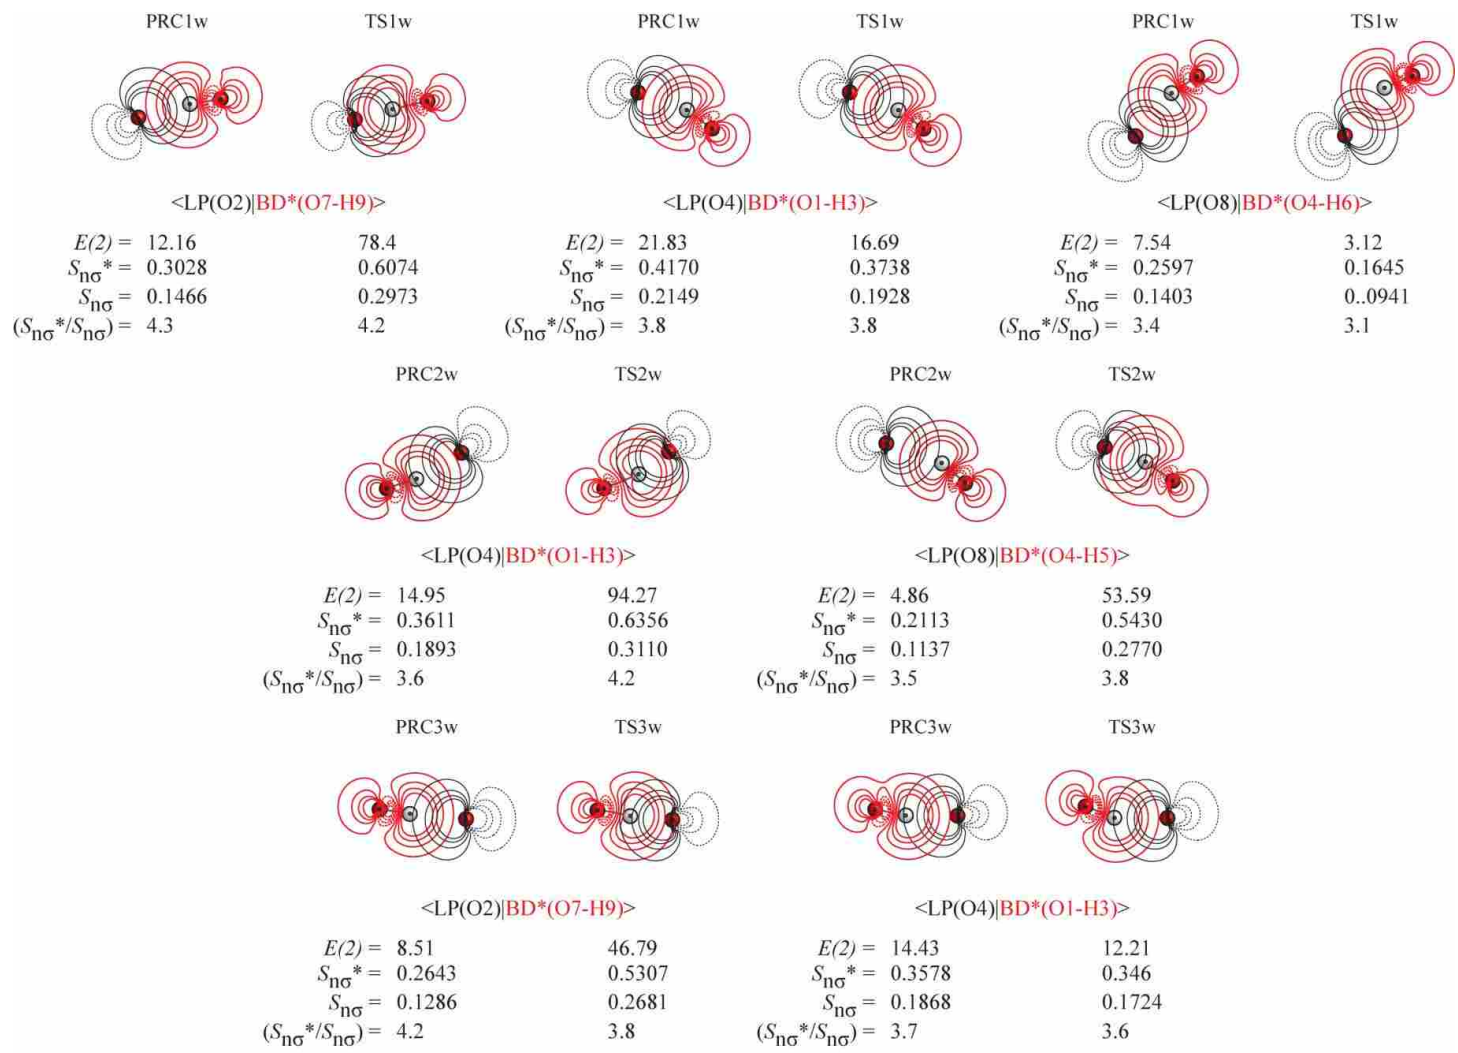 PRC1w TS1w PRC1w TS1w PRC1w TS1w
<LP(O2)|BD*(O7-H9)> <LP(O4)|BD*(O1-H3)> <LP(O8)|BD*(O4-H6)>
E(2) = 12.16 78.4 E(2) = 21.83 16.69 E(2) = 7.54 3.12
Snσ* = 0.3028 0.6074 Snσ* = 0.4170 0.3738 Snσ* = 0.2597 0.1645
Snσ = 0.1466 0.2973 Snσ = 0.2149 0.1928 Snσ = 0.1403 0..0941
(Snσ*/Snσ) = 4.3 4.2 (Snσ*/Snσ) = 3.8 3.8 (Snσ*/Snσ) = 3.4 3.1
PRC2w TS2w PRC2w TS2w
<LP(O4)|BD*(O1-H3)> <LP(O8)|BD*(O4-H5)>
E(2) = 14.95 94.27 E(2) = 4.86 53.59
Snσ* = 0.3611 0.6356 Snσ* = 0.2113 0.5430
Snσ = 0.1893 0.3110 Snσ = 0.1137 0.2770
(Snσ*/Snσ) = 3.6 4.2 (Snσ*/Snσ) = 3.5 3.8
PRC3w TS3w PRC3w TS3w
<LP(O2)|BD*(O7-H9)> <LP(O4)|BD*(O1-H3)>
E(2) = 8.51 46.79 E(2) = 14.43 12.21
Snσ* = 0.2643 0.5307 Snσ* = 0.3578 0.346
Snσ = 0.1286 0.2681 Snσ = 0.1868 0.1724
(Snσ*/Snσ) = 4.2 3.8 (Snσ*/Snσ) = 3.7 3.6